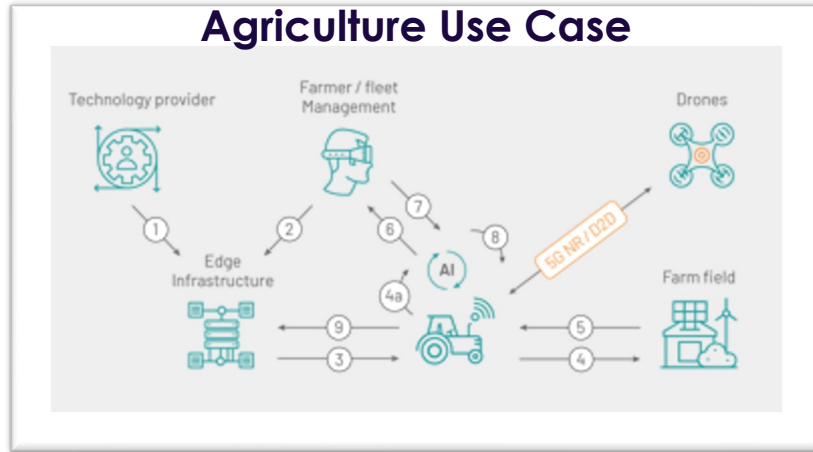 Agriculture Use Case
Technology provider
Farmer / fleet
Management
Drones
1
2
7
6
8
5G NR / D2D
Edge
Infrastructure
AI
4a
Farm field
9
5
3
4